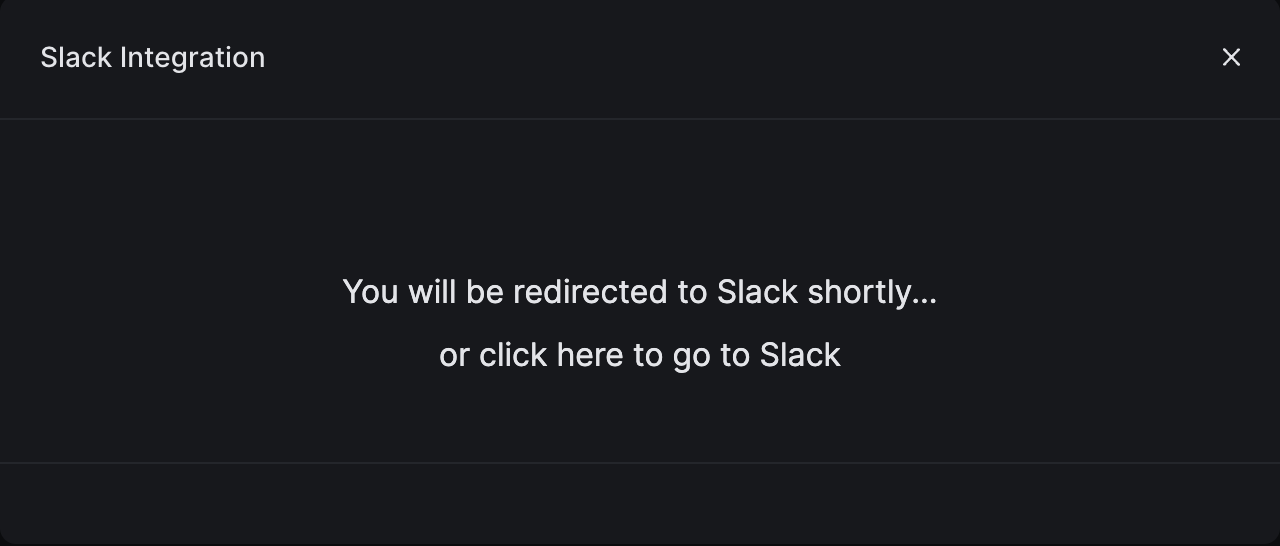 Slack Integration
You will be redirected to Slack shortly...
or click here to go to Slack